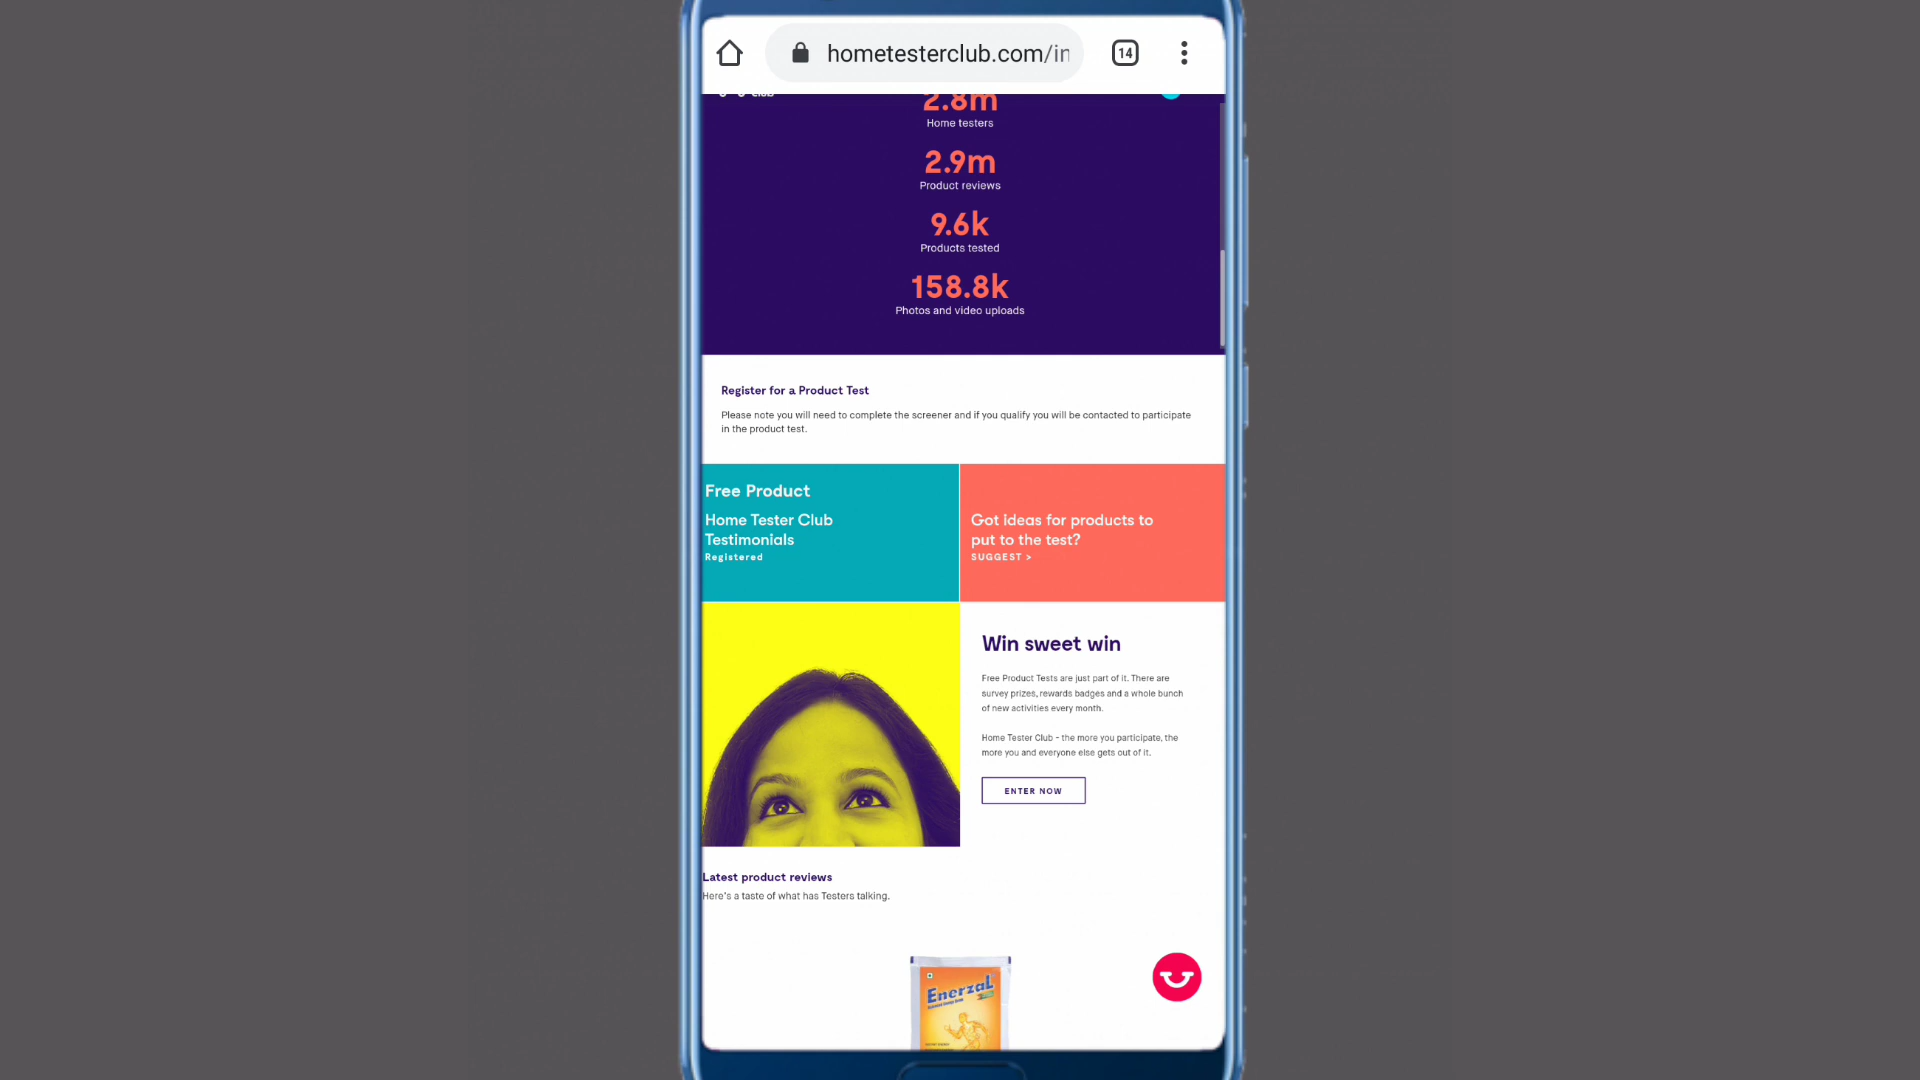 hometesterclub.com/in
14
Club
2.8m
Home testers
2.9m
Product reviews
9.6k
Products tested
158.8k
Photos and video uploads
Register for a Product Test
Please note you will need to complete the screener and if you qualify you will be contacted to participate
in the product test.
Free Product
Home Tester Club
Testimonials
Registered
Got ideas for products to
put to the test?
SUGGEST >
Win sweet win
Free Product Tests are just part of it. There are
survey prizes, rewards badges and a whole bunch
of new activities every month.
Home Tester Club - the more you participate, the
more you and everyone else gets out of it.
ENTER NOW
Latest product reviews
Here's a taste of what has Testers talking.
Enerzal